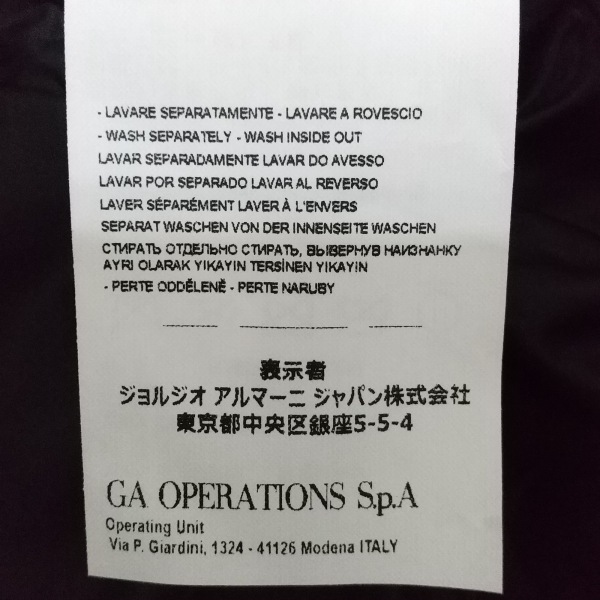 - LAVARE SEPARATAMENTE - LAVARE A ROVESCIO
- WASH SEPARATELY - WASH INSIDE OUT
LAVAR SEPARADAMENTE LAVAR DO AVESSO
LAVAR POR SEPARADO LAVAR AL REVERSO
LAVER SÉPARÉMENT LAVER À L'ENVERS
SEPARAT WASCHEN VON DER INNENSEITE WASCHEN
СТИРАТЬ ОТДЕЛЬНО СТИРАТЬ, ВЫВЕРНУВ НАИЗНАНКУ
AYRI OLARAK YIKAYIN TERSİNEN YIKAYIN
- PERTE ODDĚLENĚ - PERTE NARUBY
表示者
ジョルジオ アルマーニ ジャパン株式会社
東京都中央区銀座5-5-4
GA OPERATIONS S.p.A
Operating Unit
Via P. Giardini, 1324 - 41126 Modena ITALY